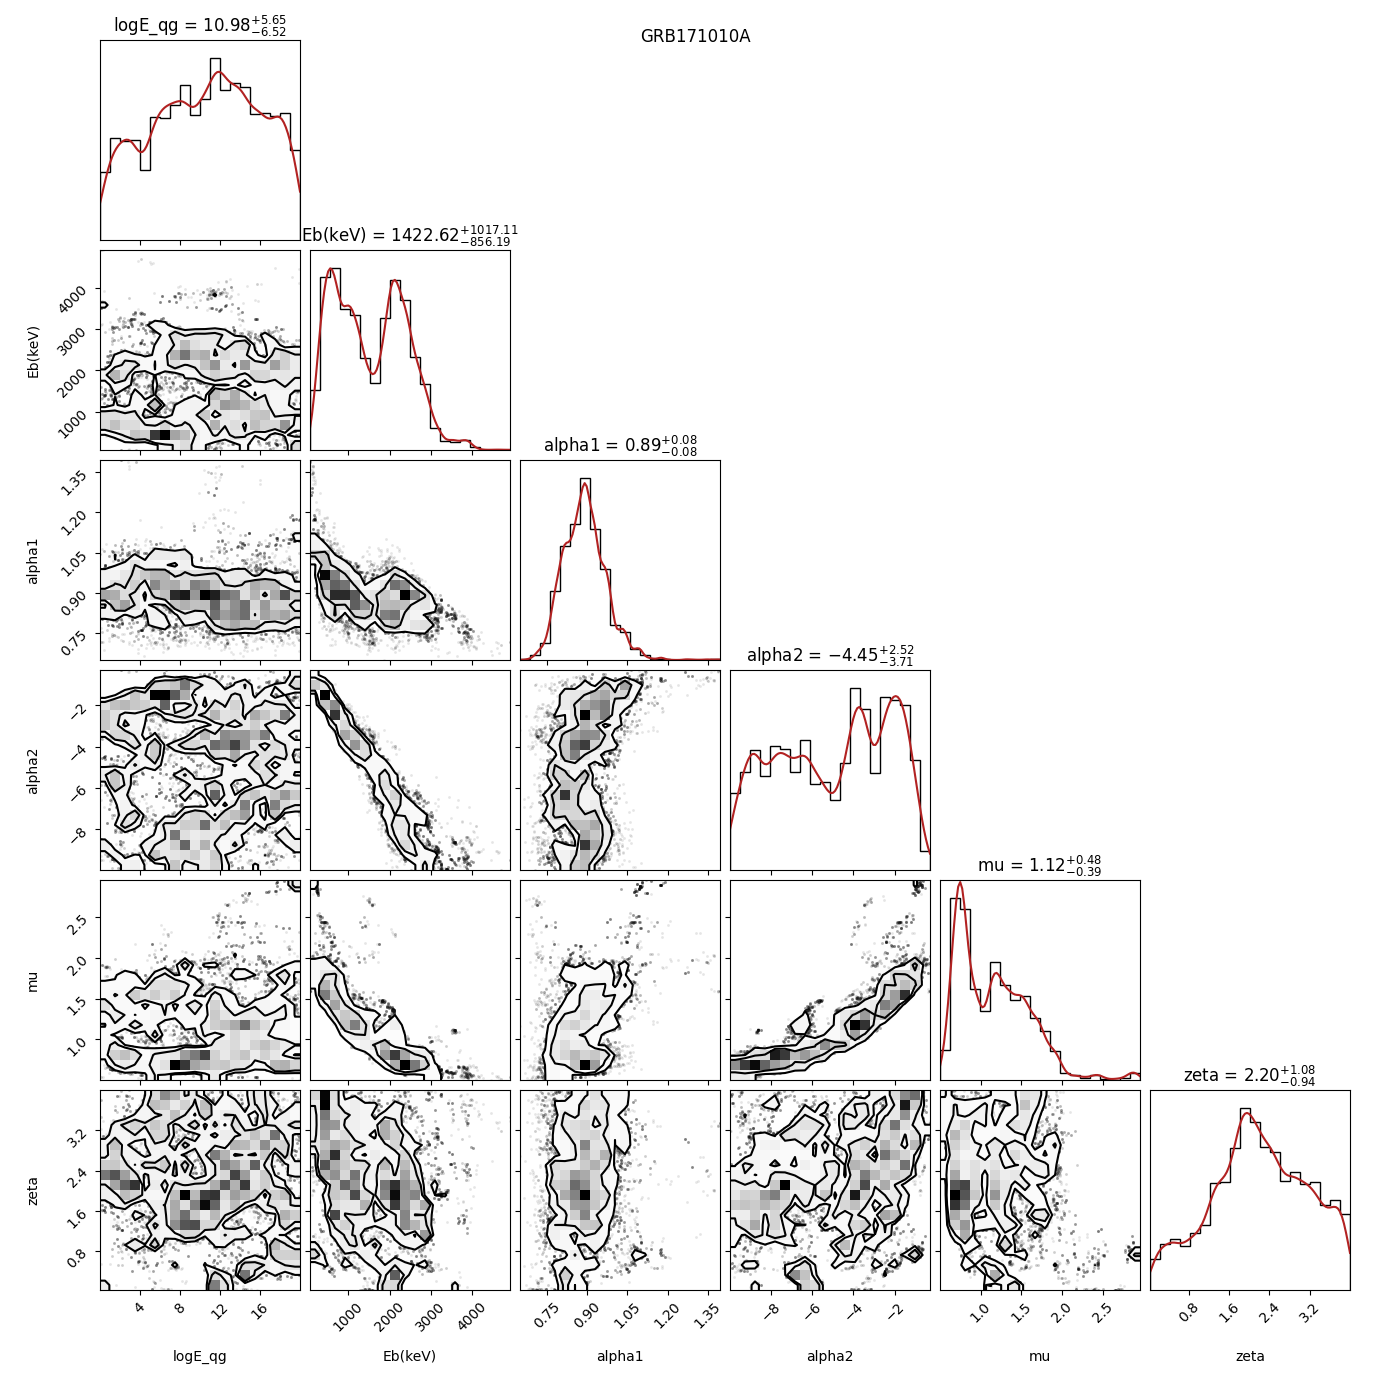 logE_qg = 10.98+5.65−6.52
GRB171010A
Eb(keV) = 1422.62+1017.11−856.19
4000
3000
2000
1000
Eb(keV)
alpha1 = 0.89+0.08−0.08
1.35
1.20
1.05
0.90
0.75
alpha1
alpha2 = −4.45+2.52−3.71
−2
−4
−6
−8
alpha2
mu = 1.12+0.48−0.39
2.5
2.0
1.5
1.0
mu
zeta = 2.20+1.08−0.94
3.2
2.4
1.6
0.8
zeta
4 8 12 16 1000 2000 3000 4000 0.75 0.90 1.05 1.20 1.35 −8 −6 −4 −2 1.0 1.5 2.0 2.5 0.8 1.6 2.4 3.2
logE_qg Eb(keV) alpha1 alpha2 mu zeta